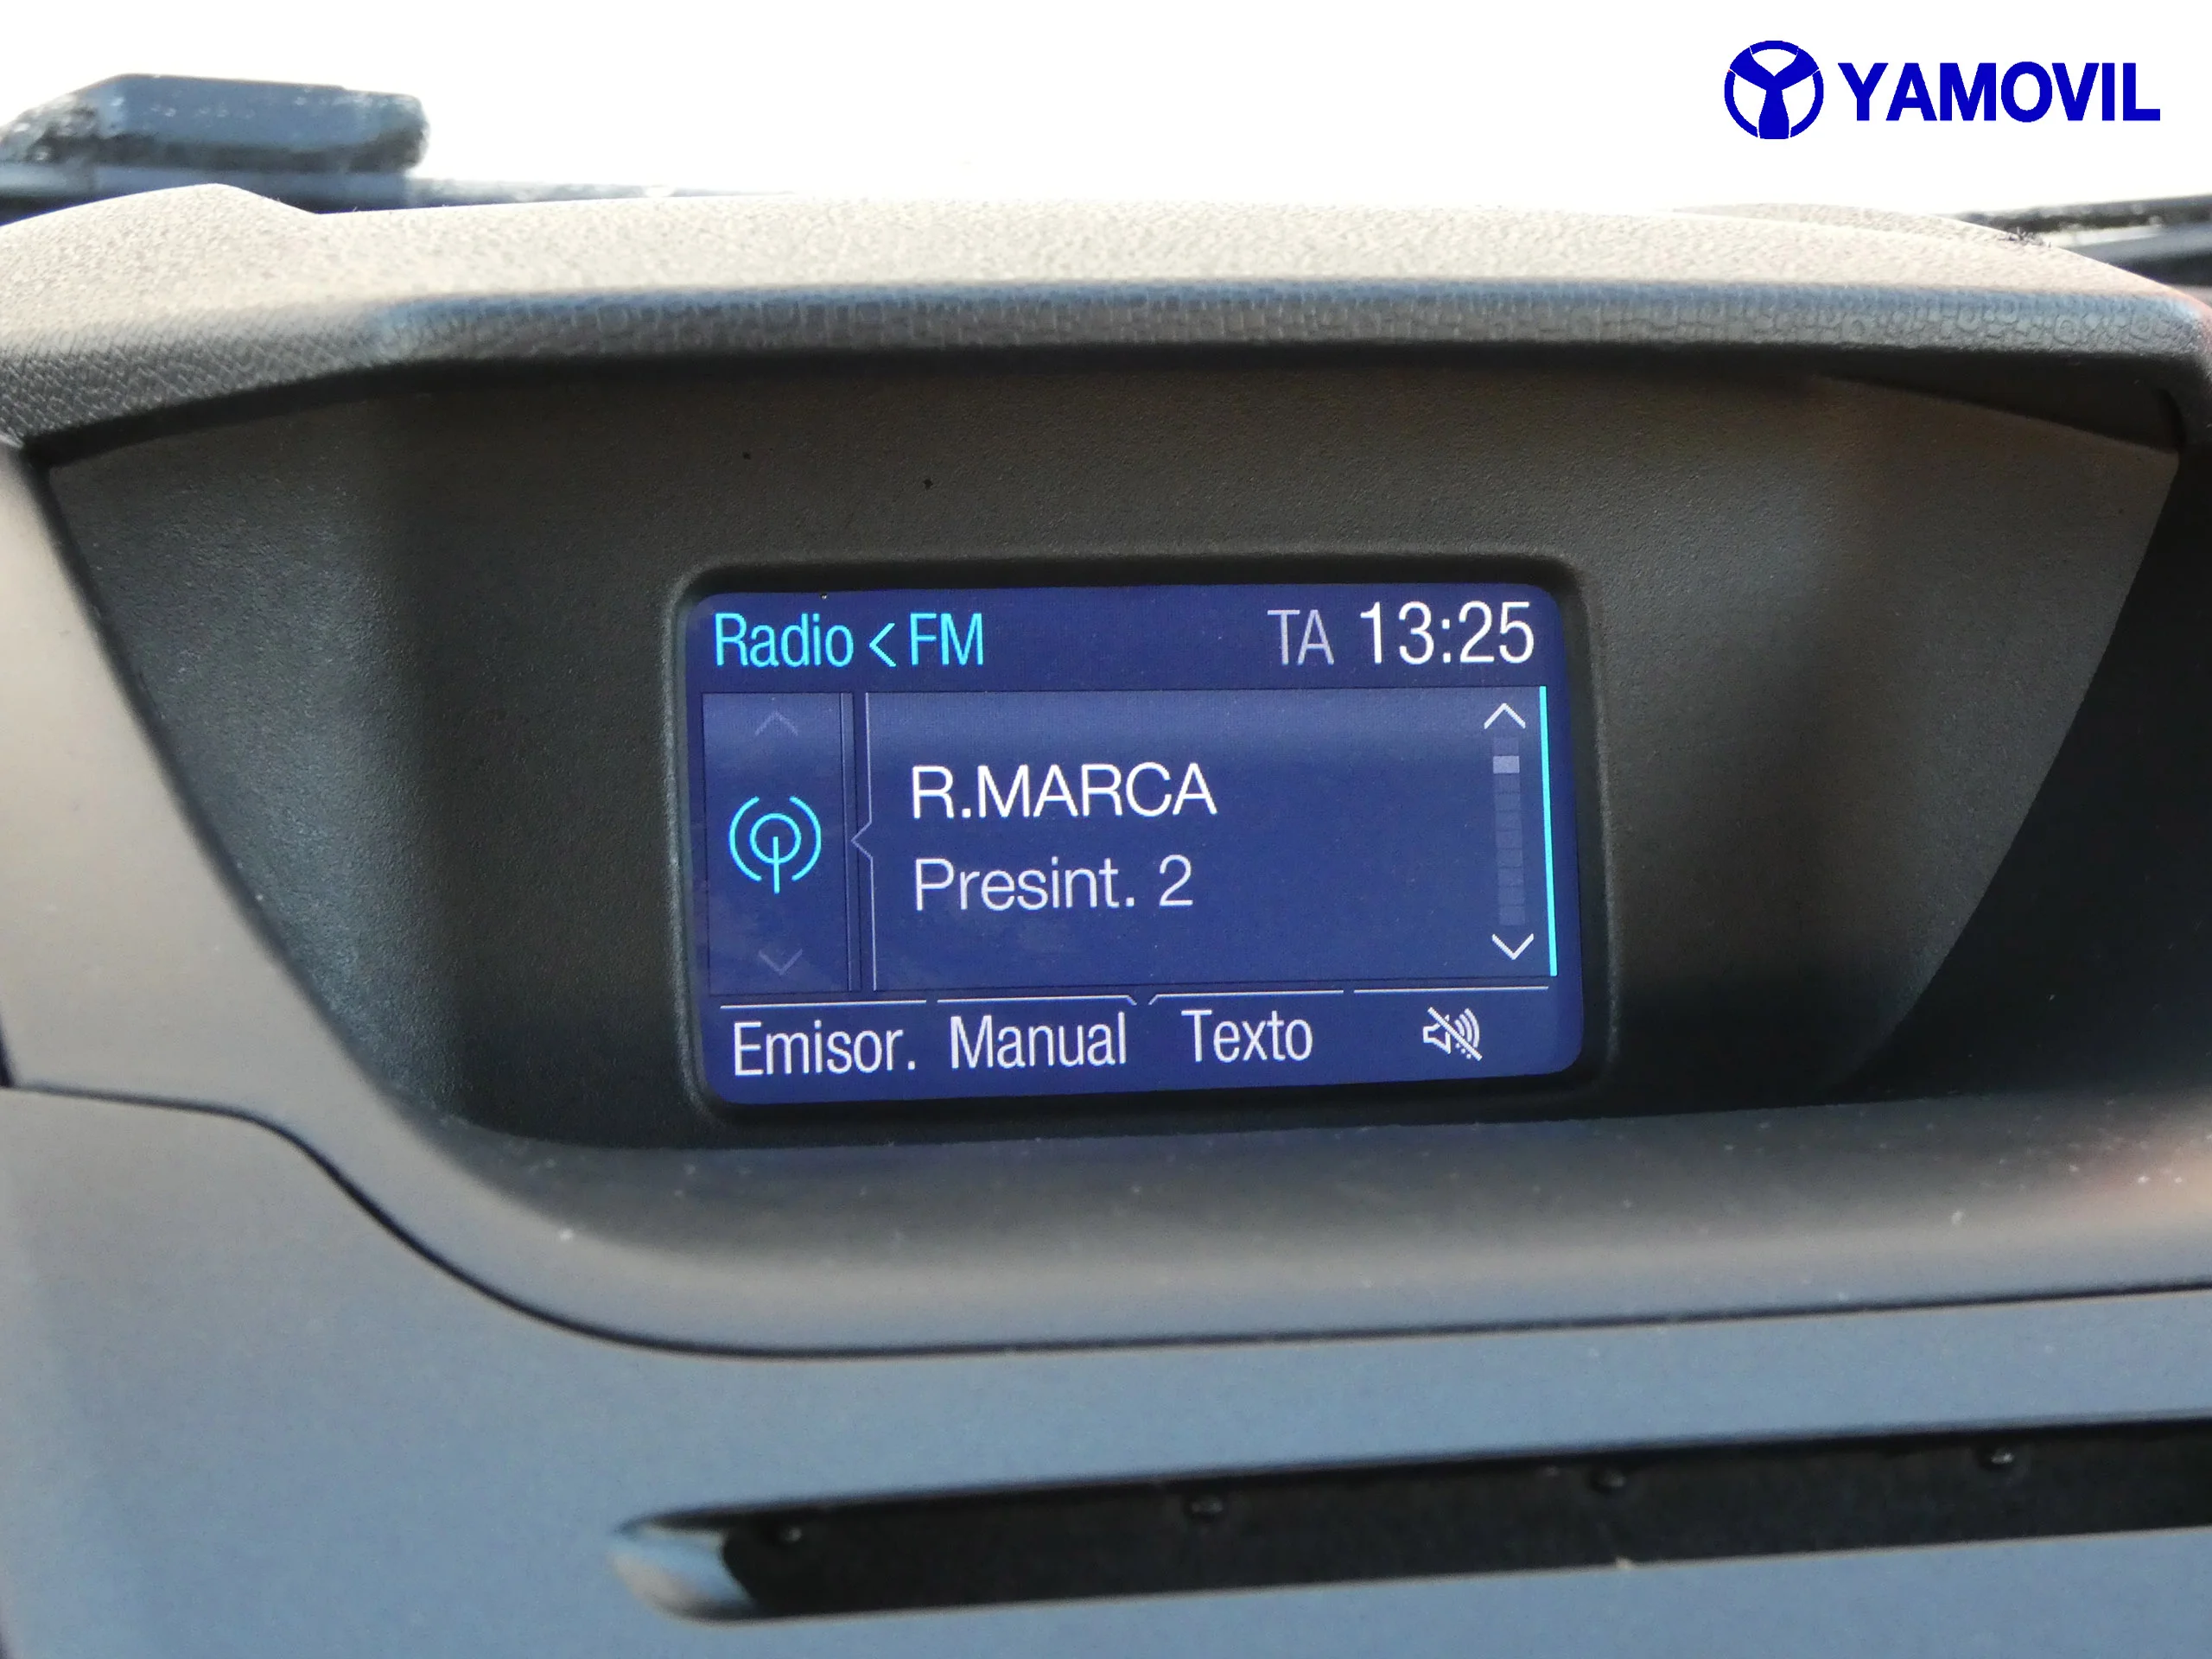 YAMOVIL
Radio < FM TA 13:25
R.MARCA
Presint. 2
Emisor. Manual Texto